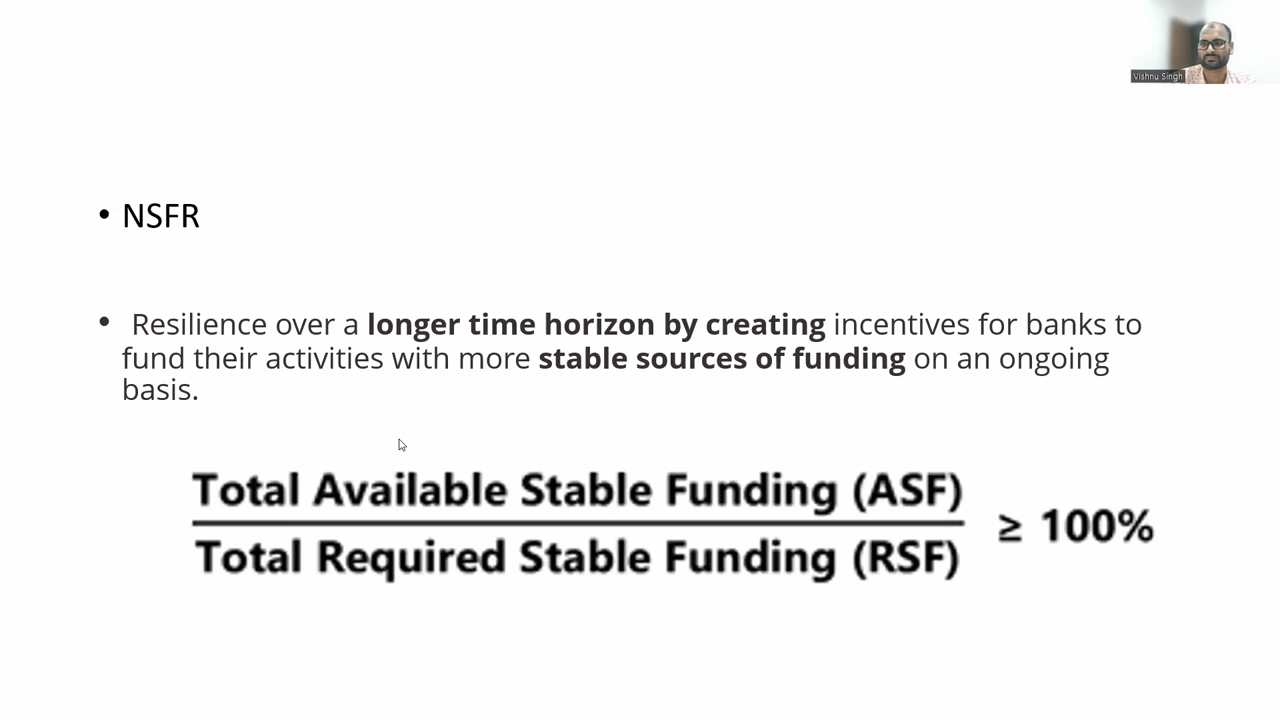 Vishnu Singh
• NSFR
• Resilience over a longer time horizon by creating incentives for banks to
fund their activities with more stable sources of funding on an ongoing
basis.
Total Available Stable Funding (ASF)
≥ 100%
Total Required Stable Funding (RSF)